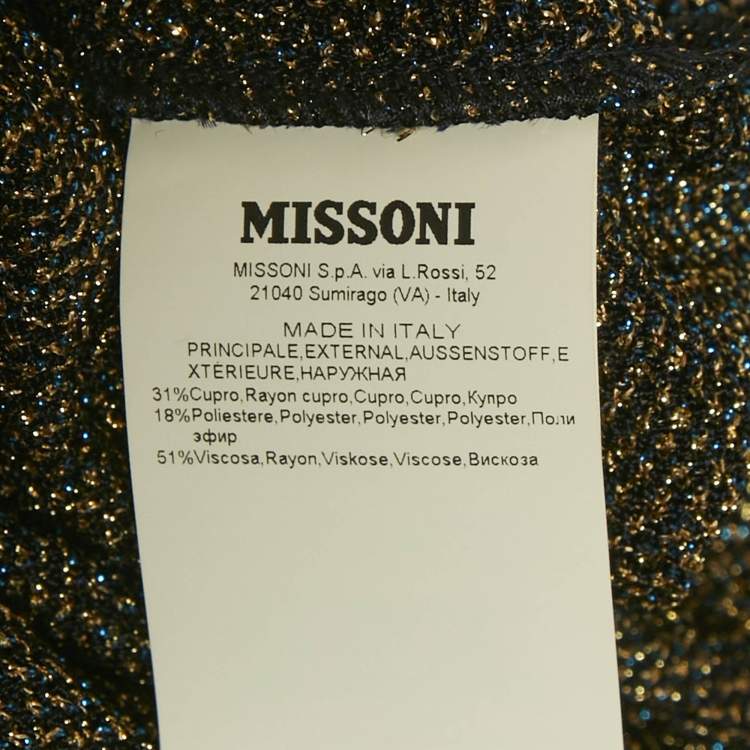 MISSONI
MISSONI S.p.A. via L.Rossi, 52
21040 Sumirago (VA) - Italy
MADE IN ITALY
PRINCIPALE,EXTERNAL,AUSSENSTOFF,E
XTÉRIEURE,НАРУЖНАЯ
31%Cupro,Rayon cupro,Cupro,Cupro,Купро
18%Poliestere,Polyester,Polyester,Polyester,Поли
эфир
51%Viscosa,Rayon,Viskose,Viscose,Вискоза